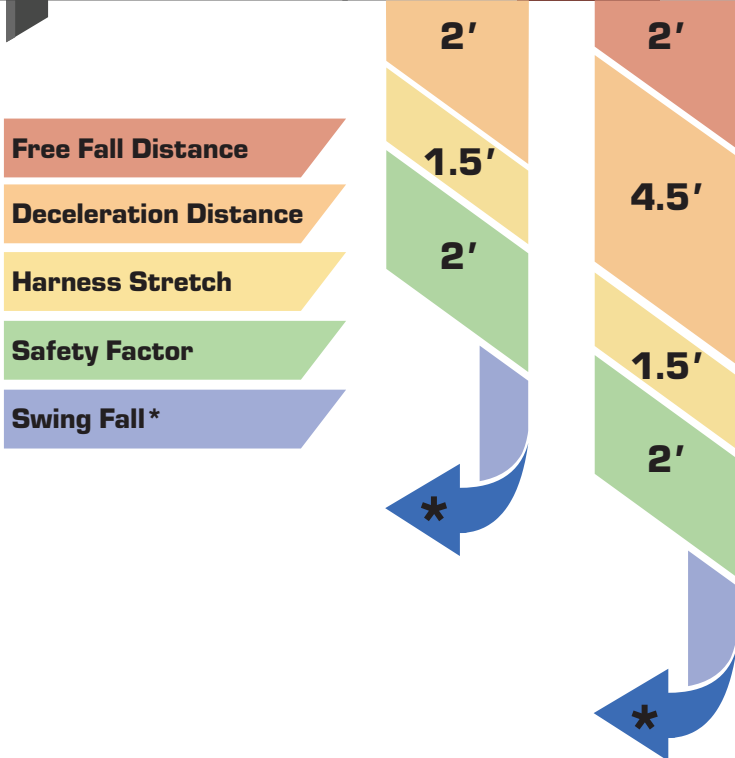 Free Fall Distance
Deceleration Distance
Harness Stretch
Safety Factor
Swing Fall*
2′
1.5′
2′
*
2′
4.5′
1.5′
2′
*